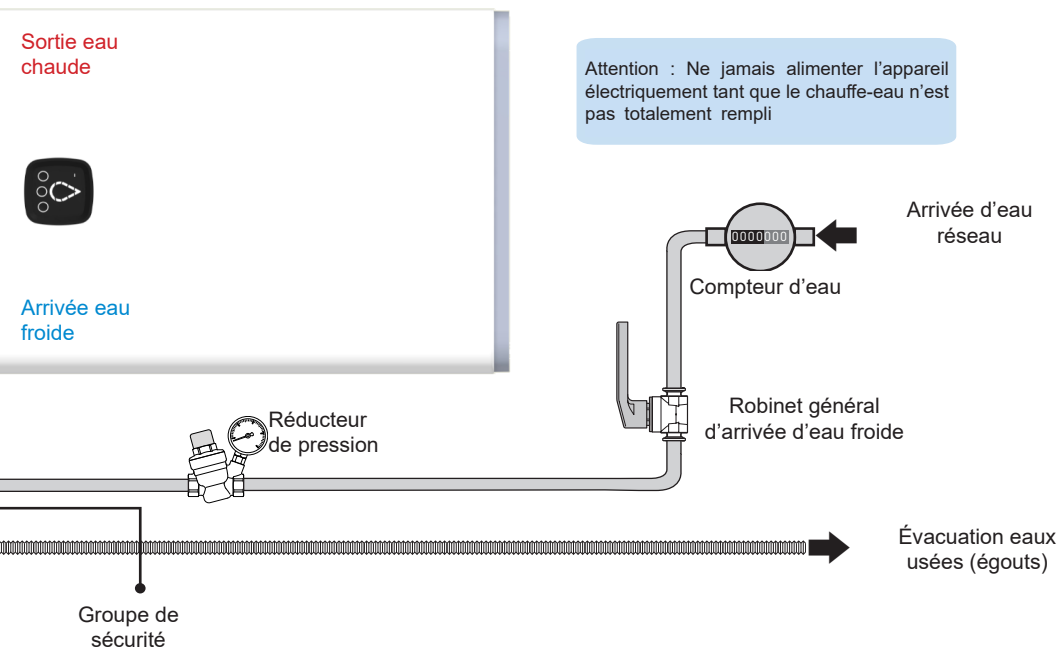 Sortie eau
chaude
Attention : Ne jamais alimenter l’appareil
électriquement tant que le chauffe-eau n’est
pas totalement rempli
Arrivée d’eau
réseau
0000000
Compteur d’eau
Arrivée eau
froide
Robinet général
d’arrivée d’eau froide
Réducteur
de pression
Évacuation eaux
usées (égouts)
Groupe de
sécurité